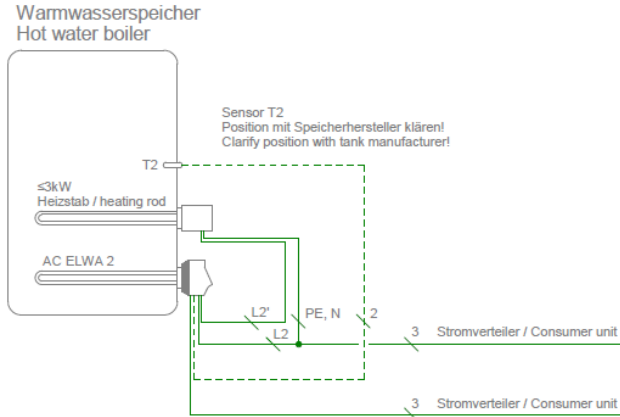 Warmwasserspeicher
Hot water boiler
Sensor T2
Position mit Speicherhersteller klären!
Clarify position with tank manufacturer!
T2
≤3kW
Heizstab / heating rod
AC ELWA 2
L2'
PE, N
2
L2
3 Stromverteiler / Consumer unit
3 Stromverteiler / Consumer unit